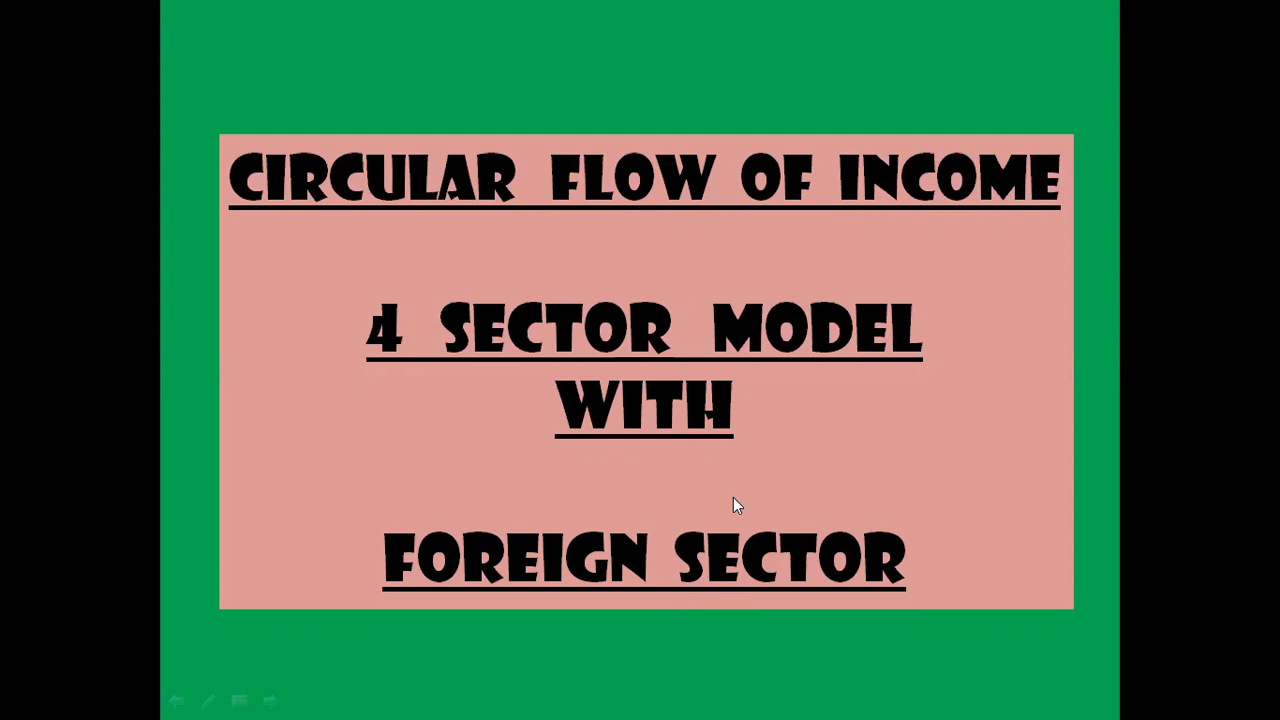 CIRCULAR FLOW OF INCOME
4 SECTOR MODEL
WITH
FOREIGN SECTOR